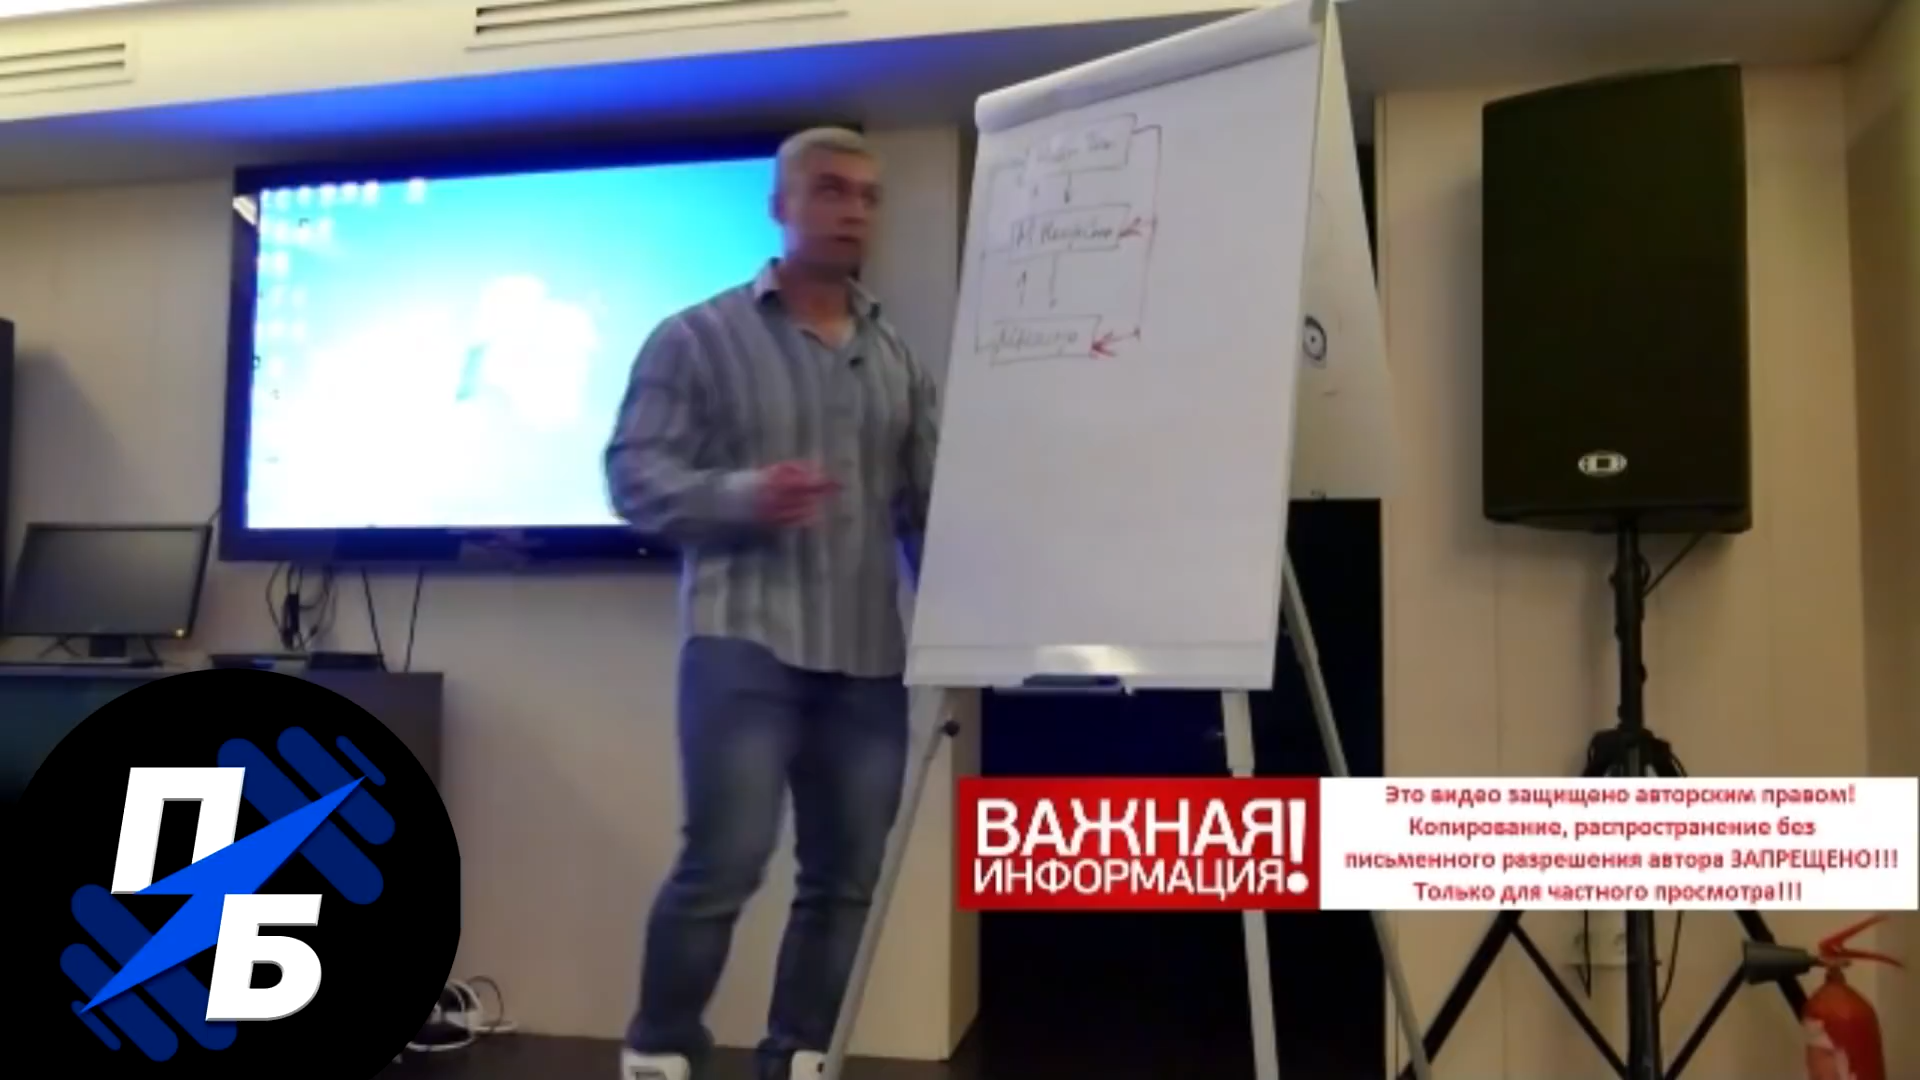 ВАЖНАЯ
ИНФОРМАЦИЯ!
Это видео защищено авторским правом!
Копирование, распространение без
письменного разрешения автора ЗАПРЕЩЕНО!!!
Только для частного просмотра!!!
П
Б